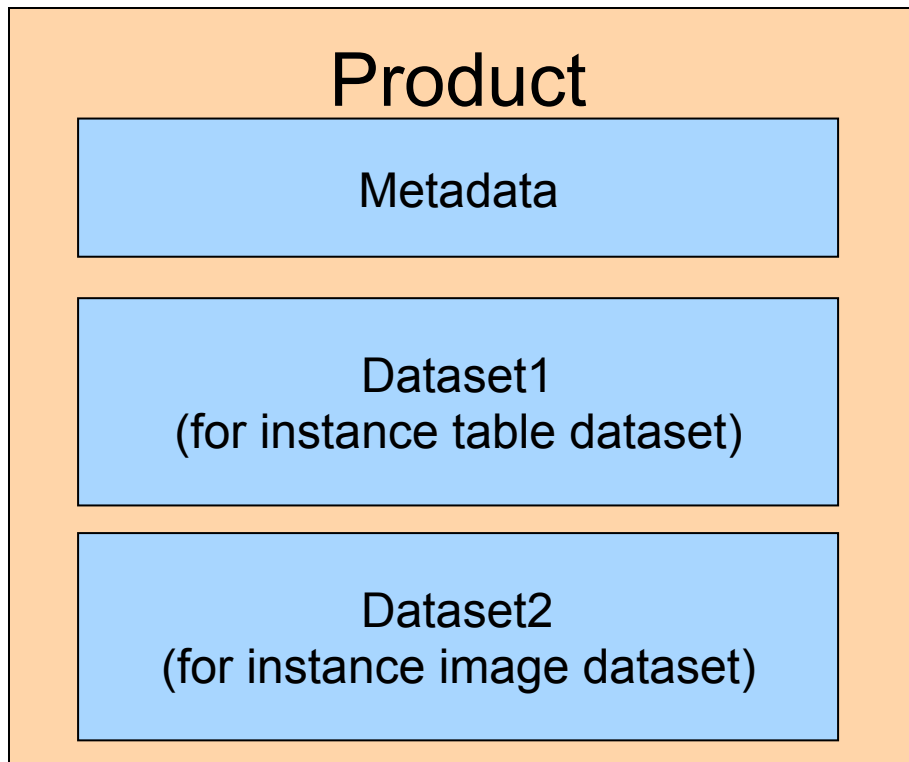 Product
Metadata
Dataset1
(for instance table dataset)
Dataset2
(for instance image dataset)